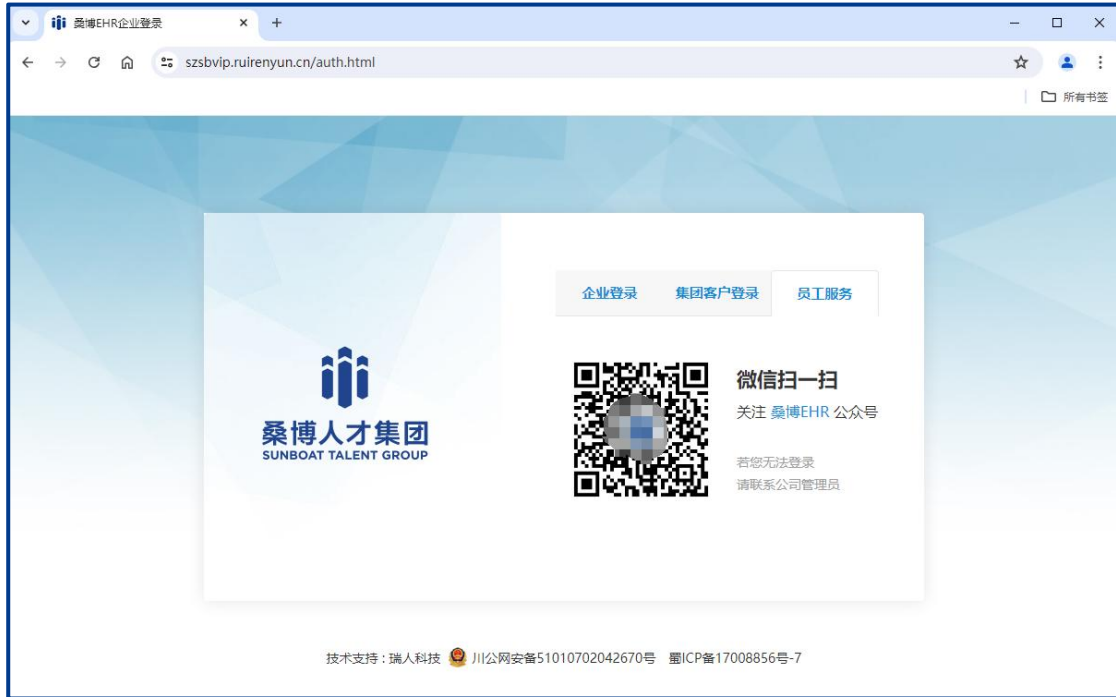 桑博EHR企业登录
szsbvip.ruirenyun.cn/auth.html
所有书签
企业登录 集团客户登录 员工服务
桑博人才集团
SUNBOAT TALENT GROUP
微信扫一扫
关注 桑博EHR 公众号
若您无法登录
请联系公司管理员
技术支持：瑞人科技 川公网安备51010702042670号 蜀ICP备17008856号-7